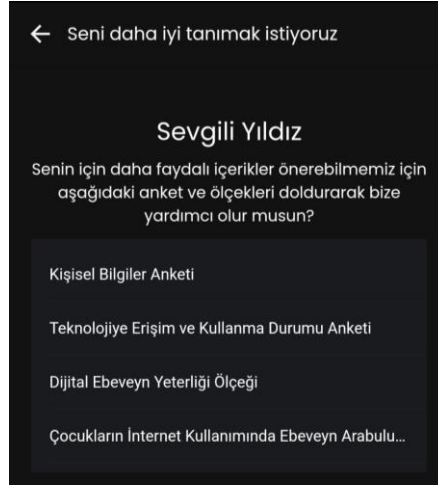 Seni daha iyi tanımak istiyoruz
Sevgili Yıldız
Senin için daha faydalı içerikler önerebilmemiz için
aşağıdaki anket ve ölçekleri doldurarak bize
yardımcı olur musun?
Kişisel Bilgiler Anketi
Teknolojiye Erişim ve Kullanma Durumu Anketi
Dijital Ebeveyn Yeterliği Ölçeği
Çocukların İnternet Kullanımında Ebeveyn Arabulu...